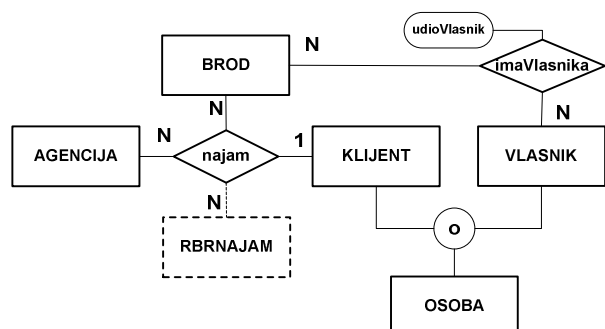 udioVlasnik
N
BROD
imaVlasnika
N
N
N
AGENCIJA
najam
1
KLIJENT
VLASNIK
N
RBRNAJAM
o
OSOBA